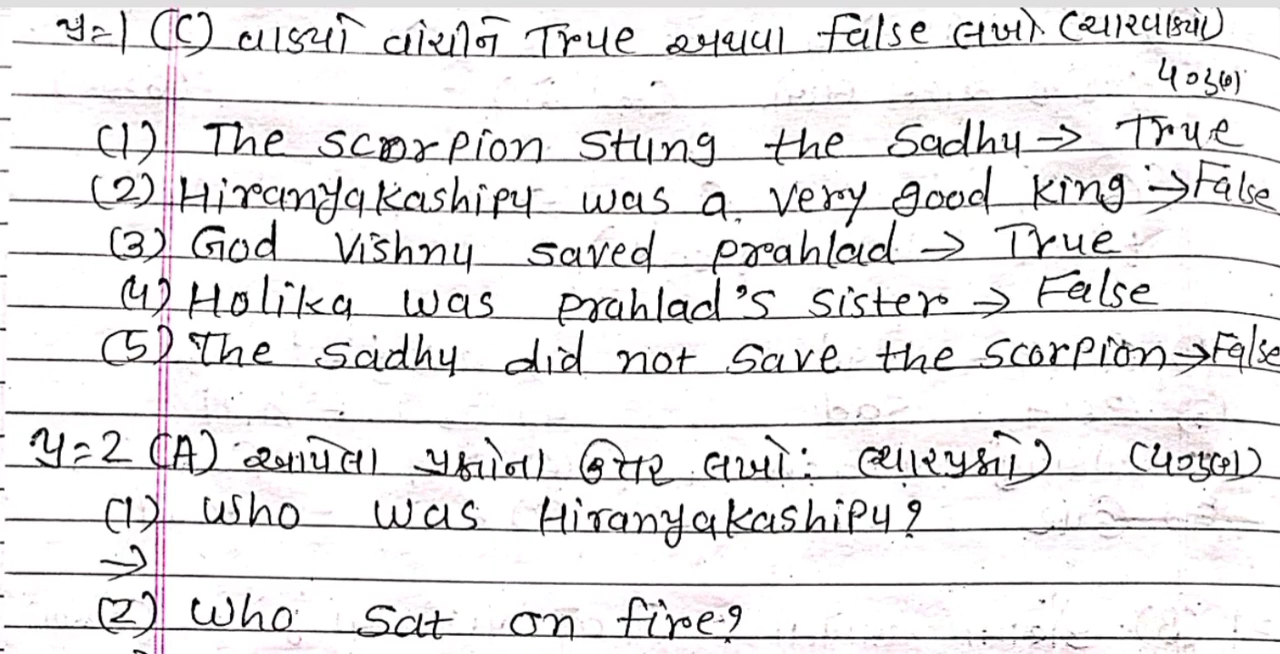 પ્ર-1 (C) વાક્યો વાંચીને True અથવા false લખો. (ચારવાક્યો)
(1) The scorpion Stung the Sadhu → True
(2) Hiranyakashipu was a very good king → False
(3) God Vishnu saved prahlad → True
(4) Holika was prahlad's sister → False
(5) The sadhu did not save the scorpion → False
પ્ર-2 (A) આપેલા પ્રશ્નોના ઉત્તર લખો: (ચારપ્રશ્નો)
(1) Who was Hiranyakashipu?
→
(2) Who Sat on fire?